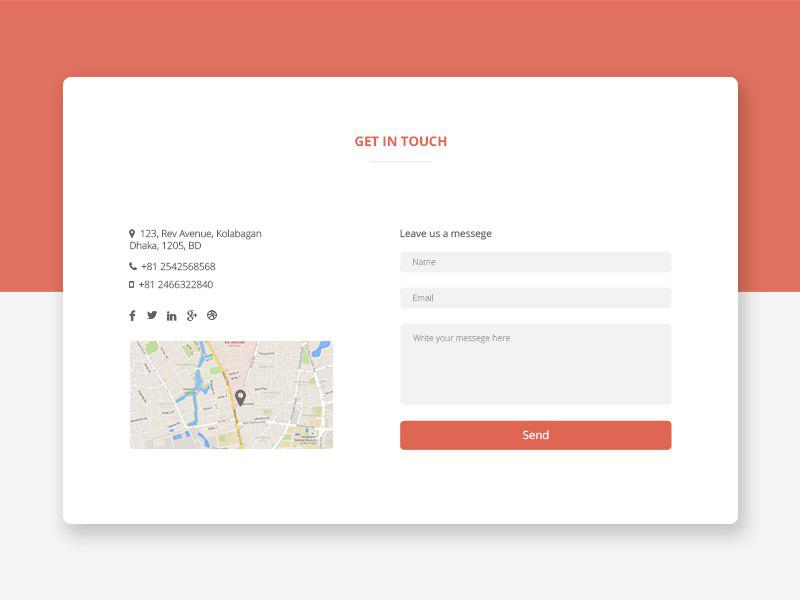 GET IN TOUCH
123, Rev Avenue, Kolabagan
Dhaka, 1205, BD
+81 2542568568
+81 2466322840
Leave us a messege
Name
Email
Write your messege here
Send